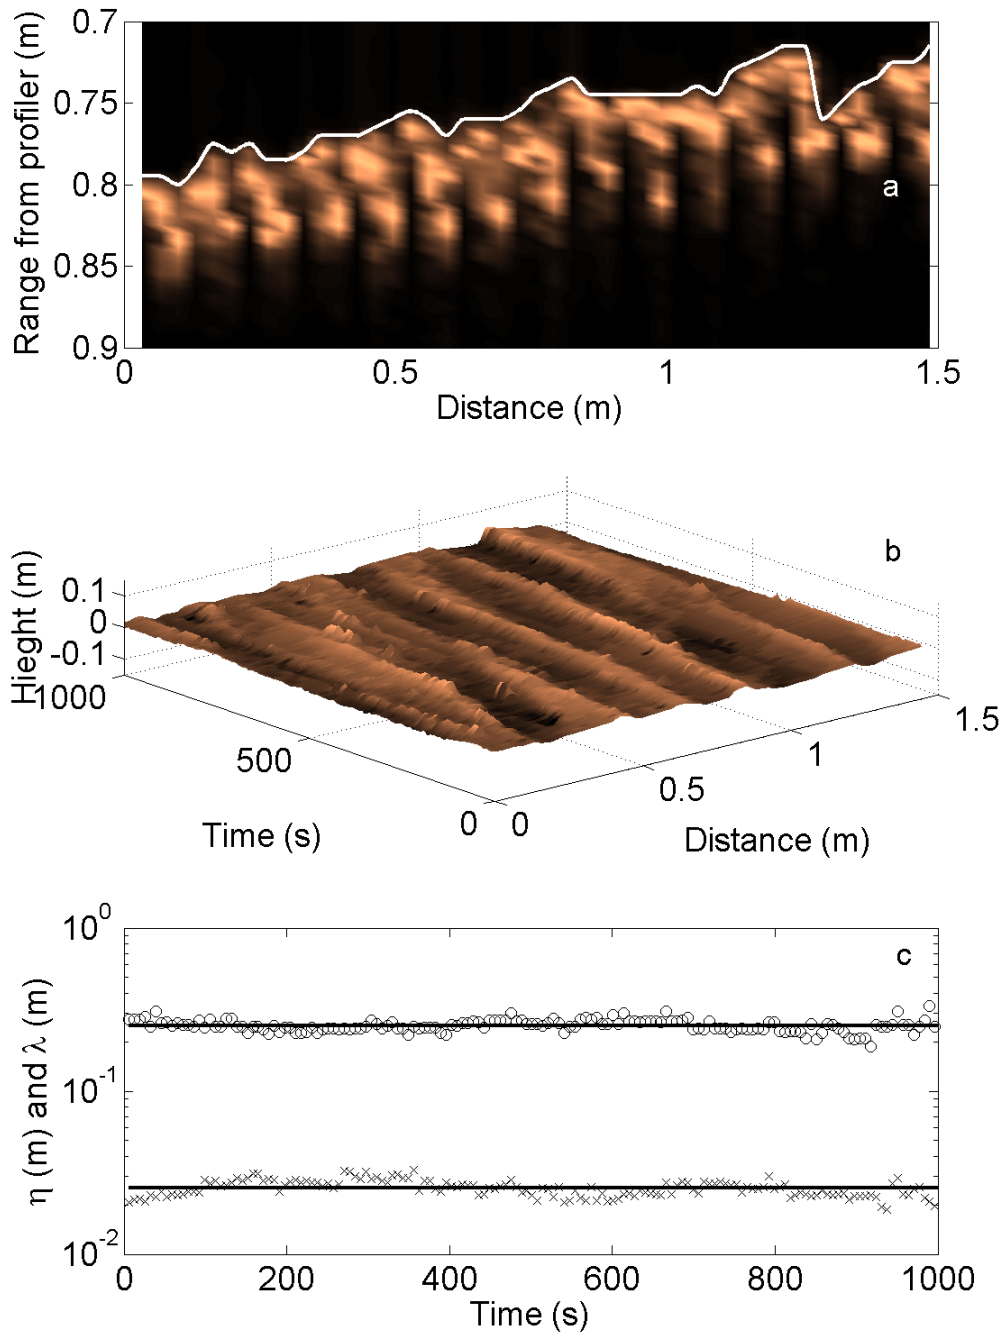 0.7
0.75
0.8
0.85
0.9
Range from profiler (m)
a
0 0.5 1 1.5
Distance (m)
b
0.1
0
-0.1
Hieght (m)
1000
500
0
Time (s)
0
0.5
1
1.5
Distance (m)
c
10^0
10^-1
10^-2
η (m) and λ (m)
0 200 400 600 800 1000
Time (s)